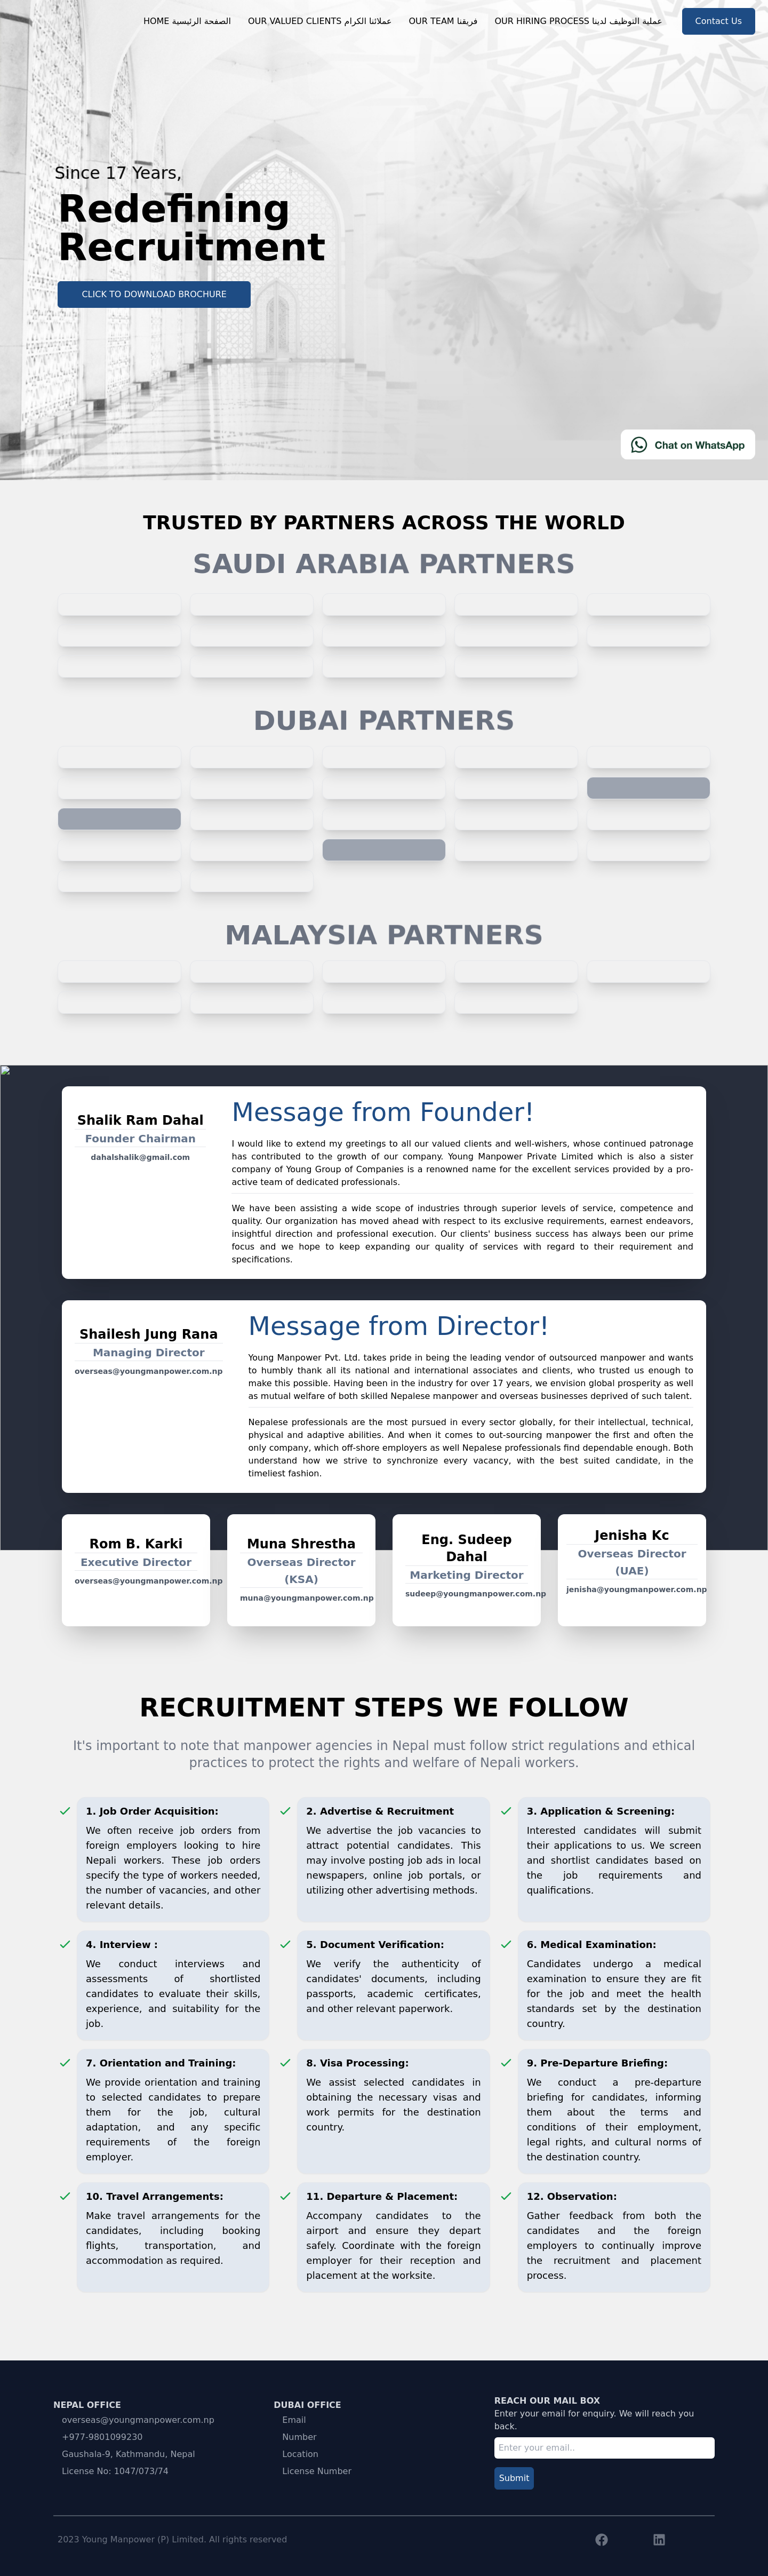 HOME الصفحة الرئيسية OUR VALUED CLIENTS عملائنا الكرام OUR TEAM فريقنا OUR HIRING PROCESS عملية التوظيف لدينا Contact Us
Since 17 Years,
Redefining
Recruitment
CLICK TO DOWNLOAD BROCHURE
Chat on WhatsApp
TRUSTED BY PARTNERS ACROSS THE WORLD
SAUDI ARABIA PARTNERS
DUBAI PARTNERS
MALAYSIA PARTNERS
Shalik Ram Dahal
Founder Chairman
dahalshalik@gmail.com
Message from Founder!
I would like to extend my greetings to all our valued clients and well-wishers, whose continued patronage
has contributed to the growth of our company. Young Manpower Private Limited which is also a sister
company of Young Group of Companies is a renowned name for the excellent services provided by a pro-
active team of dedicated professionals.
We have been assisting a wide scope of industries through superior levels of service, competence and
quality. Our organization has moved ahead with respect to its exclusive requirements, earnest endeavors,
insightful direction and professional execution. Our clients' business success has always been our prime
focus and we hope to keep expanding our quality of services with regard to their requirement and
specifications.
Shailesh Jung Rana
Managing Director
overseas@youngmanpower.com.np
Message from Director!
Young Manpower Pvt. Ltd. takes pride in being the leading vendor of outsourced manpower and wants
to humbly thank all its national and international associates and clients, who trusted us enough to
make this possible. Having been in the industry for over 17 years, we envision global prosperity as well
as mutual welfare of both skilled Nepalese manpower and overseas businesses deprived of such talent.
Nepalese professionals are the most pursued in every sector globally, for their intellectual, technical,
physical and adaptive abilities. And when it comes to out-sourcing manpower the first and often the
only company, which off-shore employers as well Nepalese professionals find dependable enough. Both
understand how we strive to synchronize every vacancy, with the best suited candidate, in the
timeliest fashion.
Rom B. Karki
Executive Director
overseas@youngmanpower.com.np
Muna Shrestha
Overseas Director
(KSA)
muna@youngmanpower.com.np
Eng. Sudeep
Dahal
Marketing Director
sudeep@youngmanpower.com.np
Jenisha Kc
Overseas Director
(UAE)
jenisha@youngmanpower.com.np
RECRUITMENT STEPS WE FOLLOW
It's important to note that manpower agencies in Nepal must follow strict regulations and ethical
practices to protect the rights and welfare of Nepali workers.
1. Job Order Acquisition:
We often receive job orders from
foreign employers looking to hire
Nepali workers. These job orders
specify the type of workers needed,
the number of vacancies, and other
relevant details.
2. Advertise & Recruitment
We advertise the job vacancies to
attract potential candidates. This
may involve posting job ads in local
newspapers, online job portals, or
utilizing other advertising methods.
3. Application & Screening:
Interested candidates will submit
their applications to us. We screen
and shortlist candidates based on
the job requirements and
qualifications.
4. Interview :
We conduct interviews and
assessments of shortlisted
candidates to evaluate their skills,
experience, and suitability for the
job.
5. Document Verification:
We verify the authenticity of
candidates' documents, including
passports, academic certificates,
and other relevant paperwork.
6. Medical Examination:
Candidates undergo a medical
examination to ensure they are fit
for the job and meet the health
standards set by the destination
country.
7. Orientation and Training:
We provide orientation and training
to selected candidates to prepare
them for the job, cultural
adaptation, and any specific
requirements of the foreign
employer.
8. Visa Processing:
We assist selected candidates in
obtaining the necessary visas and
work permits for the destination
country.
9. Pre-Departure Briefing:
We conduct a pre-departure
briefing for candidates, informing
them about the terms and
conditions of their employment,
legal rights, and cultural norms of
the destination country.
10. Travel Arrangements:
Make travel arrangements for the
candidates, including booking
flights, transportation, and
accommodation as required.
11. Departure & Placement:
Accompany candidates to the
airport and ensure they depart
safely. Coordinate with the foreign
employer for their reception and
placement at the worksite.
12. Observation:
Gather feedback from both the
candidates and the foreign
employers to continually improve
the recruitment and placement
process.
NEPAL OFFICE
overseas@youngmanpower.com.np
+977-9801099230
Gaushala-9, Kathmandu, Nepal
License No: 1047/073/74
DUBAI OFFICE
Email
Number
Location
License Number
REACH OUR MAIL BOX
Enter your email for enquiry. We will reach you
back.
Enter your email..
Submit
2023 Young Manpower (P) Limited. All rights reserved